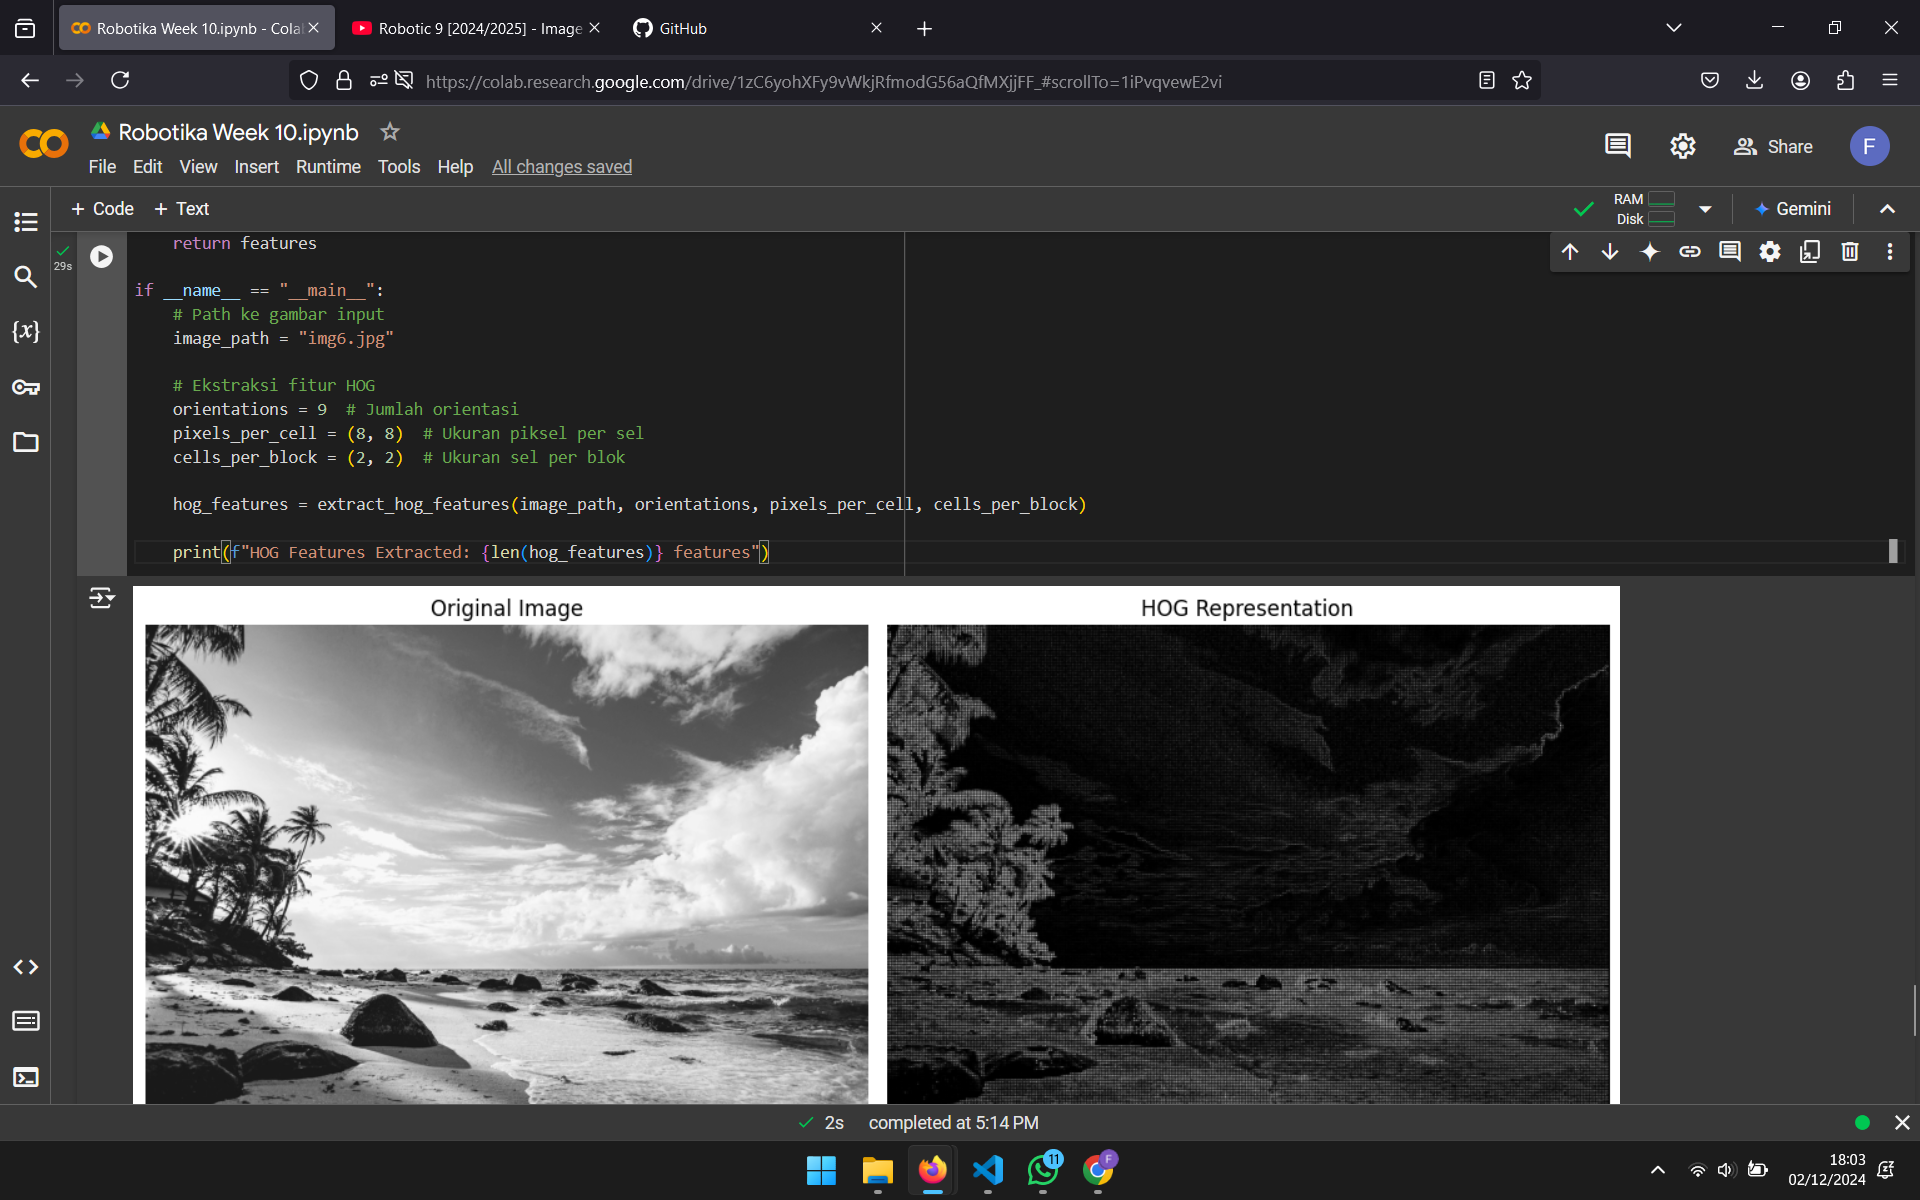 Robotika Week 10.ipynb - Cola
Robotic 9 [2024/2025] - Image
GitHub
https://colab.research.google.com/drive/1zC6yohXFy9vWkjRfmodG56aQfMXjjFF_#scrollTo=1iPvqvewE2vi
Robotika Week 10.ipynb
File Edit View Insert Runtime Tools Help All changes saved
Share
F
+ Code + Text
RAM
Disk
Gemini
29s
return features
if __name__ == "__main__":
# Path ke gambar input
image_path = "img6.jpg"
# Ekstraksi fitur HOG
orientations = 9 # Jumlah orientasi
pixels_per_cell = (8, 8) # Ukuran piksel per sel
cells_per_block = (2, 2) # Ukuran sel per blok
hog_features = extract_hog_features(image_path, orientations, pixels_per_cell, cells_per_block)
print(f"HOG Features Extracted: {len(hog_features)} features")
{x}
Original Image
HOG Representation
2s completed at 5:14 PM
11
F
18:03
02/12/2024